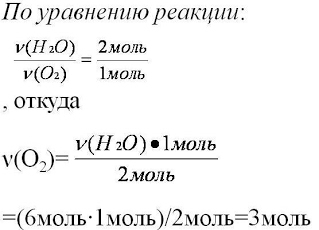 По уравнению реакции:
ν(H₂O)/ν(O₂) = 2моль/1моль
, откуда
ν(O₂)= ν(H₂O)•1моль/2моль
=(6моль·1моль)/2моль=3моль